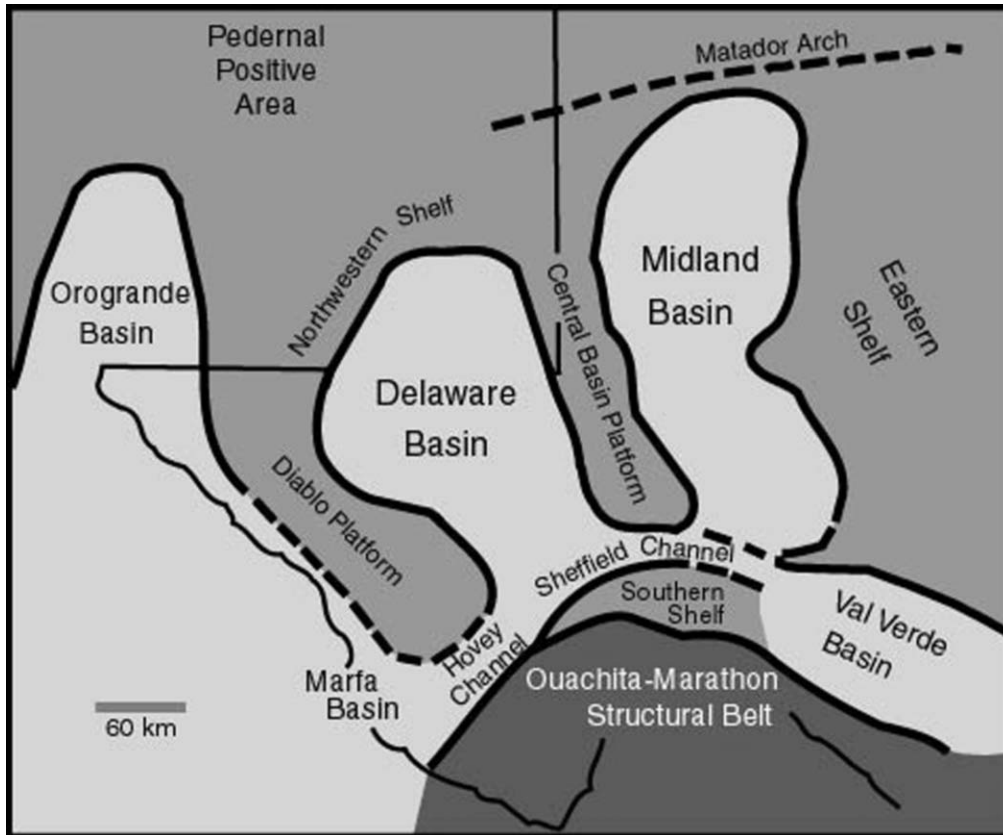 Pedernal
Positive
Area
Matador Arch
Northwestern Shelf
Orogrande
Basin
Midland
Basin
Central Basin Platform
Eastern
Shelf
Delaware
Basin
Diablo Platform
Sheffield Channel
Southern
Shelf
Val Verde
Basin
Hovey
Channel
Marfa
Basin
Ouachita-Marathon
Structural Belt
60 km